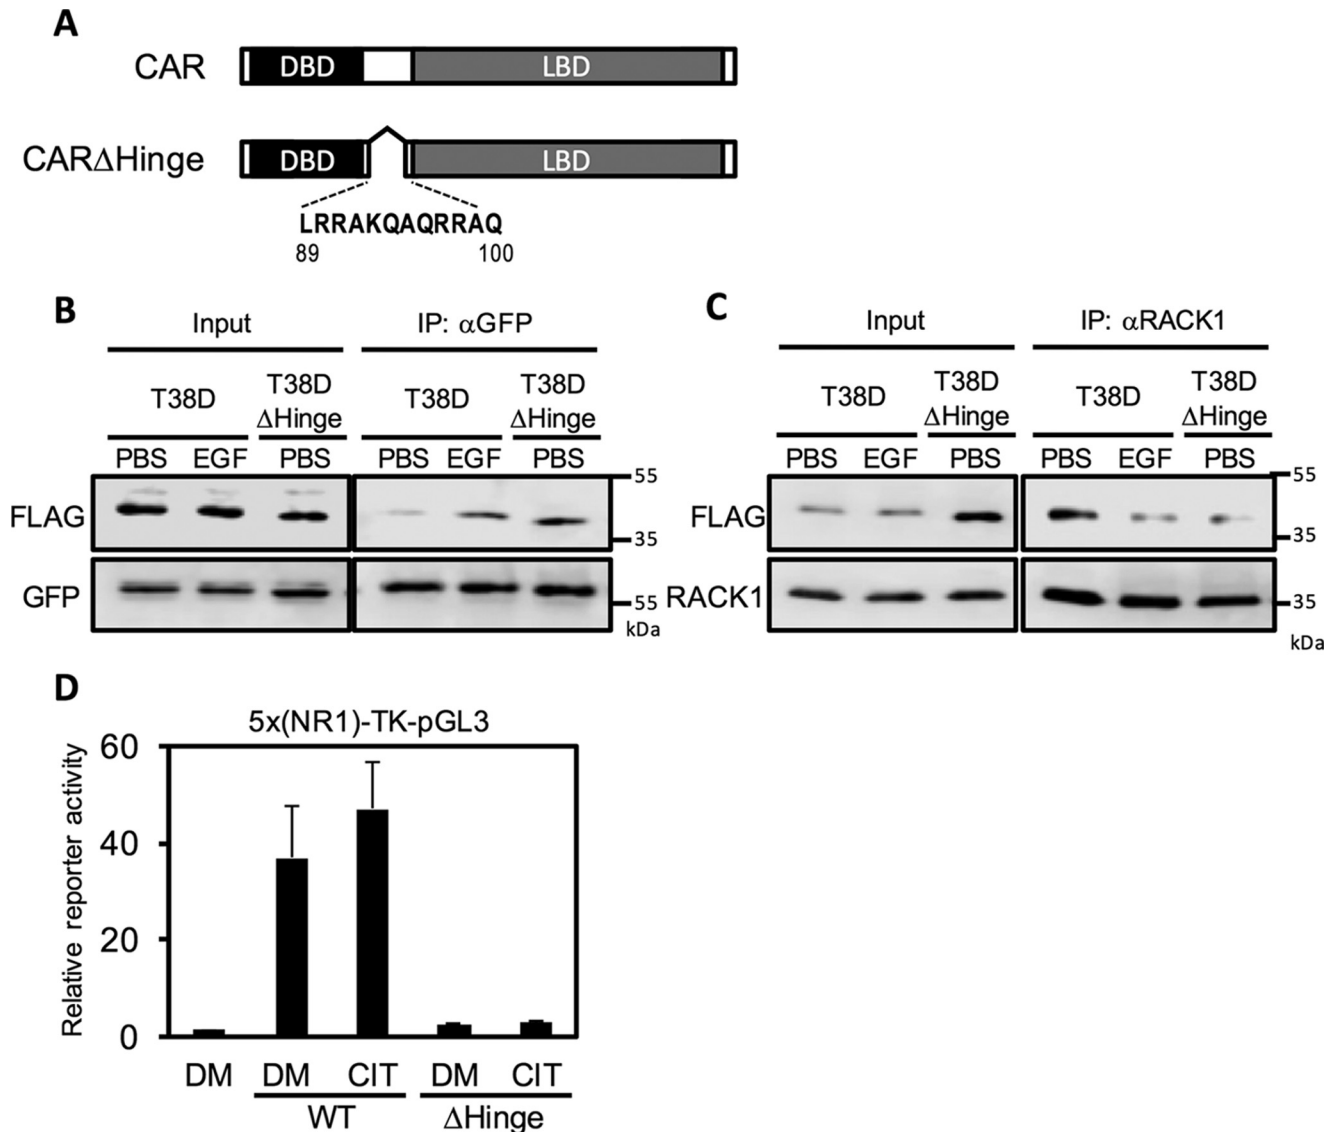 A
CAR
DBD
LBD
CARΔHinge
DBD
LBD
LRRAKQAQRRAQ
89 100
B
Input IP: αGFP
T38D T38D ΔHinge T38D T38D ΔHinge
PBS EGF PBS PBS EGF PBS
55
FLAG
35
GFP
55
kDa
C
Input IP: αRACK1
T38D T38D ΔHinge T38D T38D ΔHinge
PBS EGF PBS PBS EGF PBS
55
FLAG
35
RACK1
35
kDa
D
5x(NR1)-TK-pGL3
Relative reporter activity
60
40
20
0
DM DM CIT DM CIT
WT ΔHinge